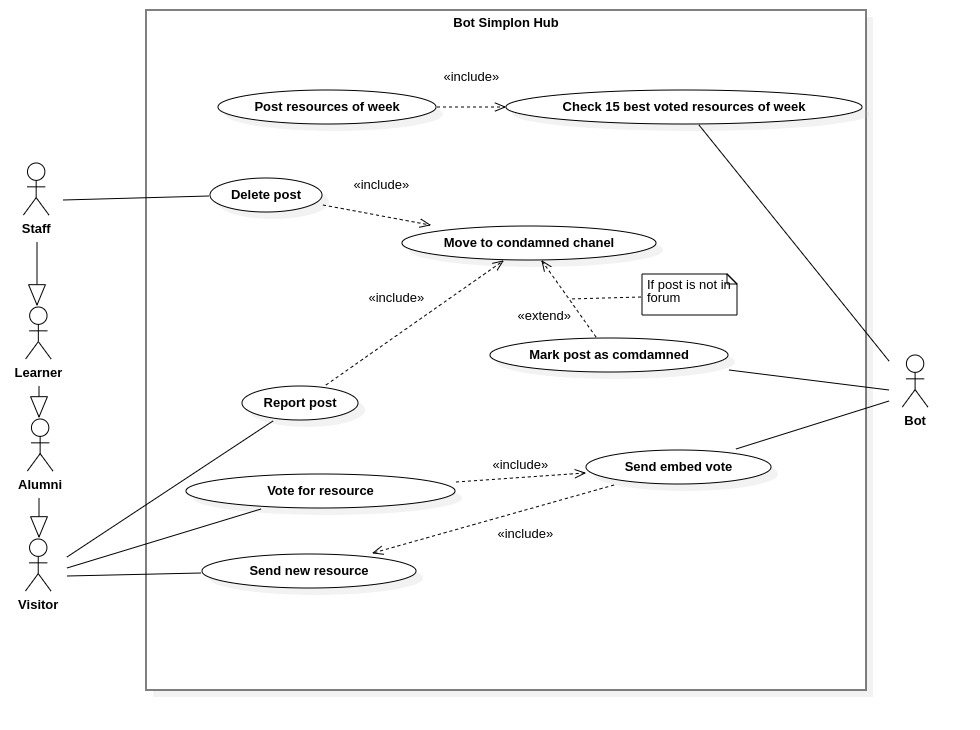 Bot Simplon Hub
«include»
Post resources of week
Check 15 best voted resources of week
Staff
Delete post
«include»
Move to condamned chanel
If post is not in
forum
«include»
«extend»
Mark post as comdamned
Learner
Report post
Bot
Alumni
Vote for resource
«include»
Send embed vote
«include»
Send new resource
Visitor